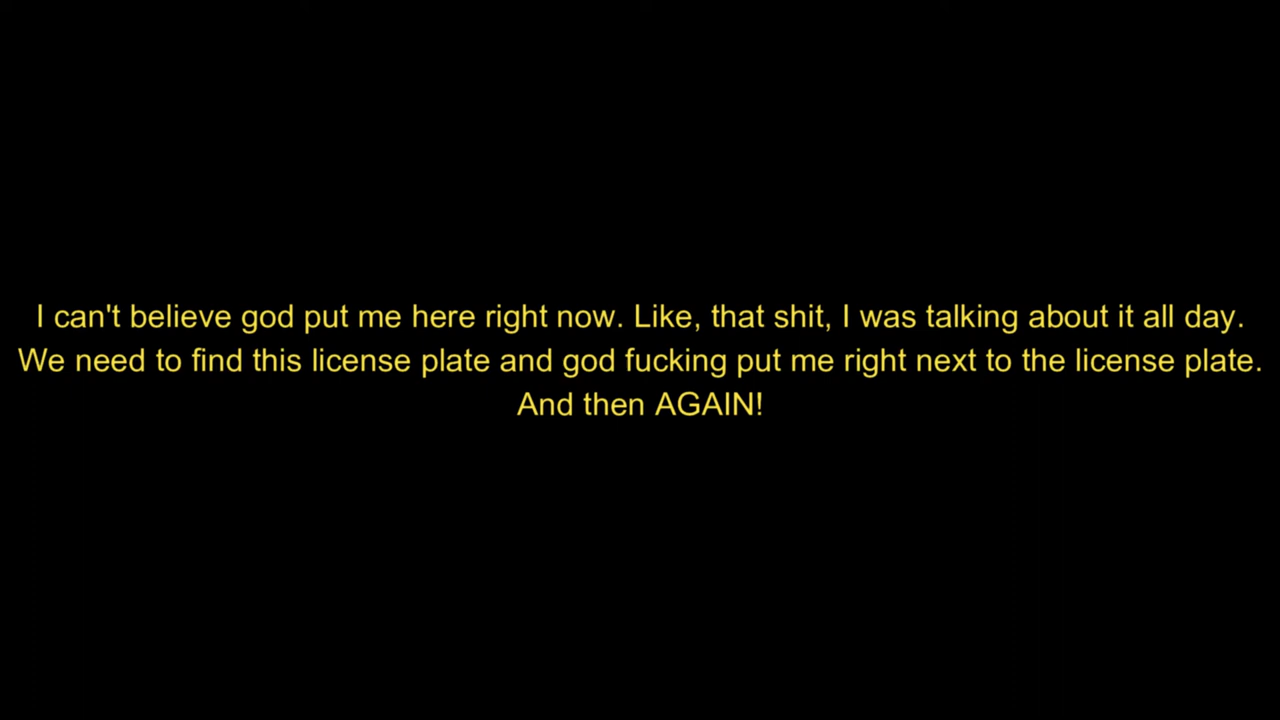 I can't believe god put me here right now. Like, that shit, I was talking about it all day.
We need to find this license plate and god fucking put me right next to the license plate.
And then AGAIN!